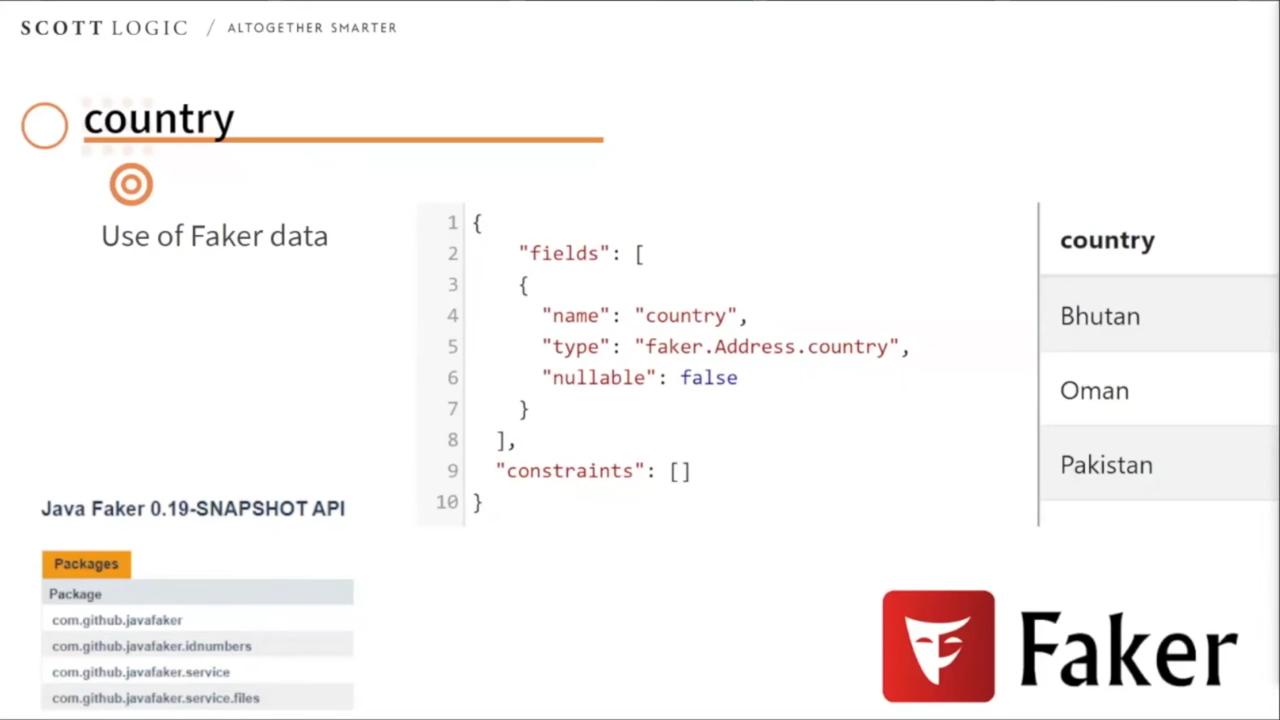 SCOTT LOGIC / ALTOGETHER SMARTER
country
Use of Faker data
1 {
2 "fields": [
3 {
4 "name": "country",
5 "type": "faker.Address.country",
6 "nullable": false
7 }
8 ],
9 "constraints": []
10 }
country
Bhutan
Oman
Pakistan
Java Faker 0.19-SNAPSHOT API
Packages
Package
com.github.javafaker
com.github.javafaker.idnumbers
com.github.javafaker.service
com.github.javafaker.service.files
Faker